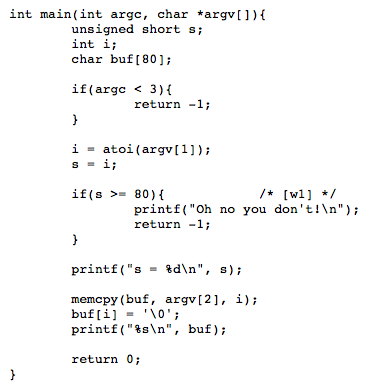 int main(int argc, char *argv[]){
unsigned short s;
int i;
char buf[80];
if(argc < 3){
return -1;
}
i = atoi(argv[1]);
s = i;
if(s >= 80){ /* [w1] */
printf("Oh no you don't!\n");
return -1;
}
printf("s = %d\n", s);
memcpy(buf, argv[2], i);
buf[i] = '\0';
printf("%s\n", buf);
return 0;
}